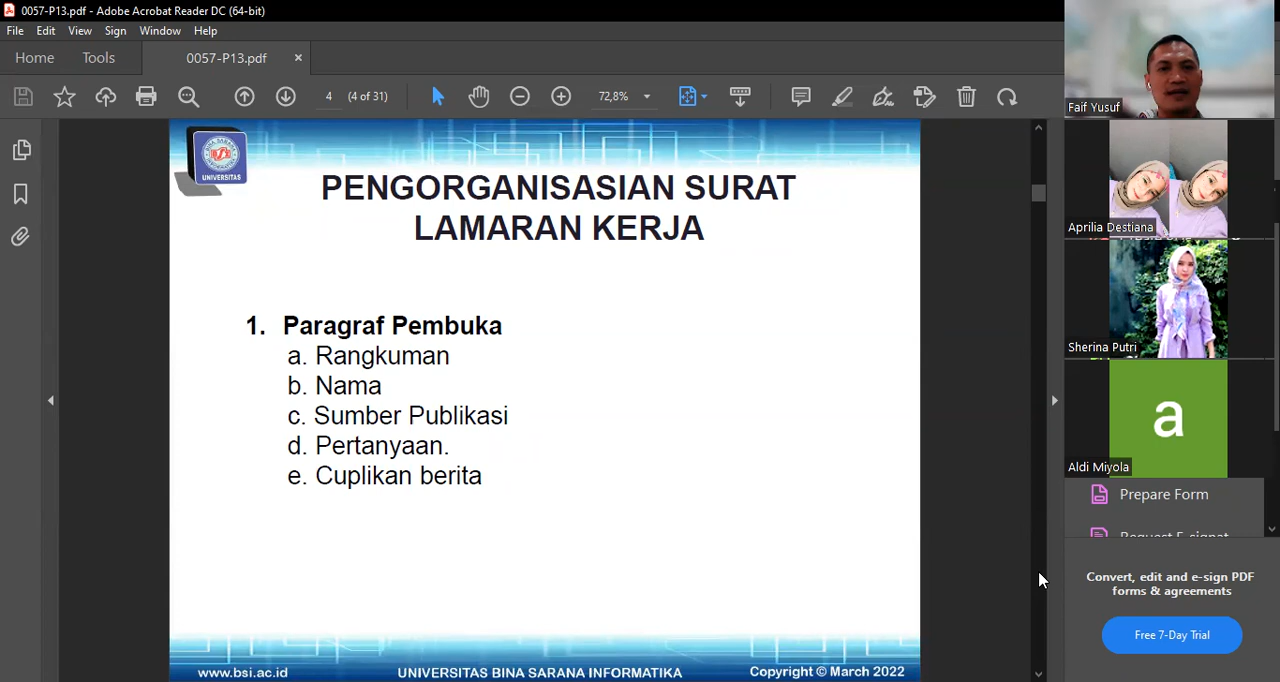 0057-P13.pdf - Adobe Acrobat Reader DC (64-bit)
File Edit View Sign Window Help
Home Tools 0057-P13.pdf ×
4 (4 of 31) 72,8%
UNIVERSITAS
PENGORGANISASIAN SURAT
LAMARAN KERJA
1. Paragraf Pembuka
a. Rangkuman
b. Nama
c. Sumber Publikasi
d. Pertanyaan.
e. Cuplikan berita
www.bsi.ac.id UNIVERSITAS BINA SARANA INFORMATIKA Copyright © March 2022
Faif Yusuf
Aprilia Destiana
Sherina Putri
a
Aldi Miyola
Prepare Form
Convert, edit and e-sign PDF
forms & agreements
Free 7-Day Trial